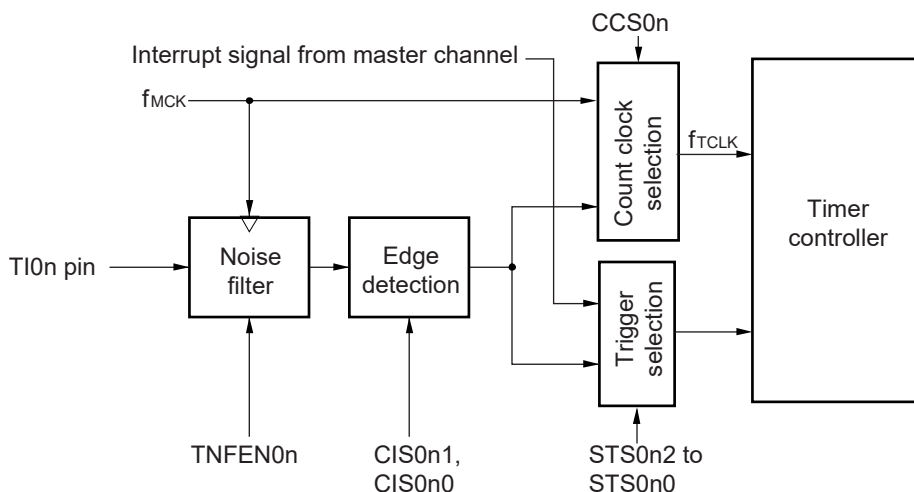 CCS0n
Interrupt signal from master channel
fMCK
Count clock
selection
fTCLK
Timer
controller
TI0n pin
Noise
filter
Edge
detection
Trigger
selection
TNFEN0n
CIS0n1,
CIS0n0
STS0n2 to
STS0n0